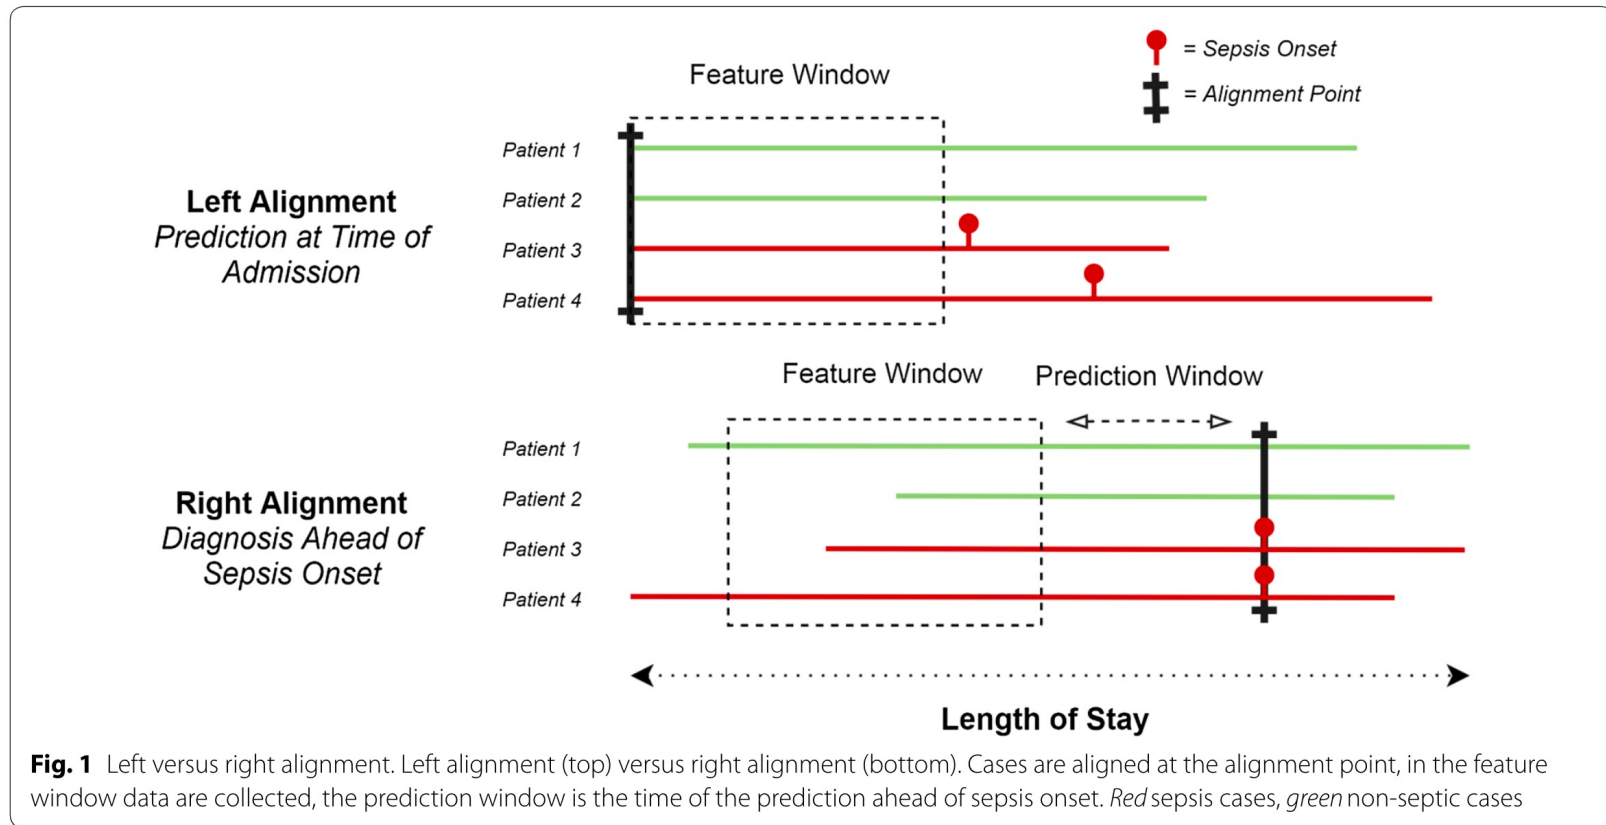 = Sepsis Onset
= Alignment Point
Feature Window
Patient 1
Patient 2
Patient 3
Patient 4
Left Alignment
Prediction at Time of
Admission
Feature Window
Prediction Window
Patient 1
Patient 2
Patient 3
Patient 4
Right Alignment
Diagnosis Ahead of
Sepsis Onset
Length of Stay
Fig. 1 Left versus right alignment. Left alignment (top) versus right alignment (bottom). Cases are aligned at the alignment point, in the feature
window data are collected, the prediction window is the time of the prediction ahead of sepsis onset. Red sepsis cases, green non-septic cases